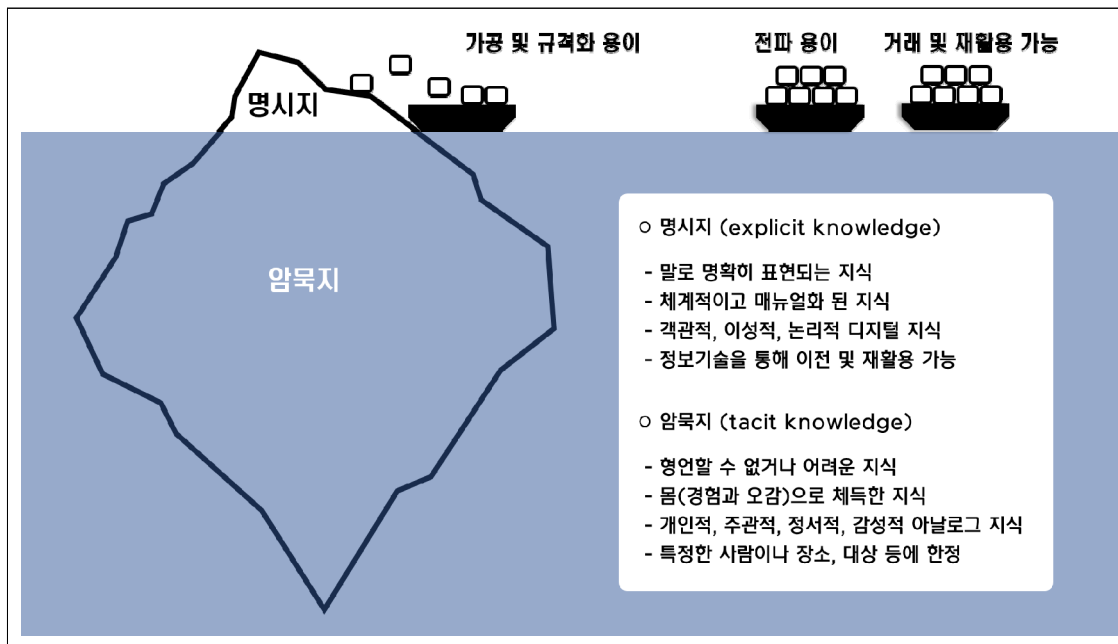 가공 및 규격화 용이
전파 용이
거래 및 재활용 가능
명시지
암묵지
○ 명시지 (explicit knowledge)
- 말로 명확히 표현되는 지식
- 체계적이고 매뉴얼화 된 지식
- 객관적, 이성적, 논리적 디지털 지식
- 정보기술을 통해 이전 및 재활용 가능
○ 암묵지 (tacit knowledge)
- 형언할 수 없거나 어려운 지식
- 몸(경험과 오감)으로 체득한 지식
- 개인적, 주관적, 정서적, 감성적 아날로그 지식
- 특정한 사람이나 장소, 대상 등에 한정